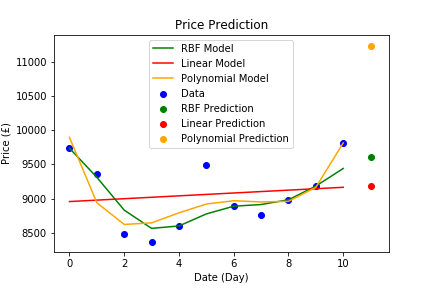 Price Prediction
RBF Model
Linear Model
Polynomial Model
Data
RBF Prediction
Linear Prediction
Polynomial Prediction
11000
10500
10000
9500
9000
8500
Price (£)
0 2 4 6 8 10
Date (Day)